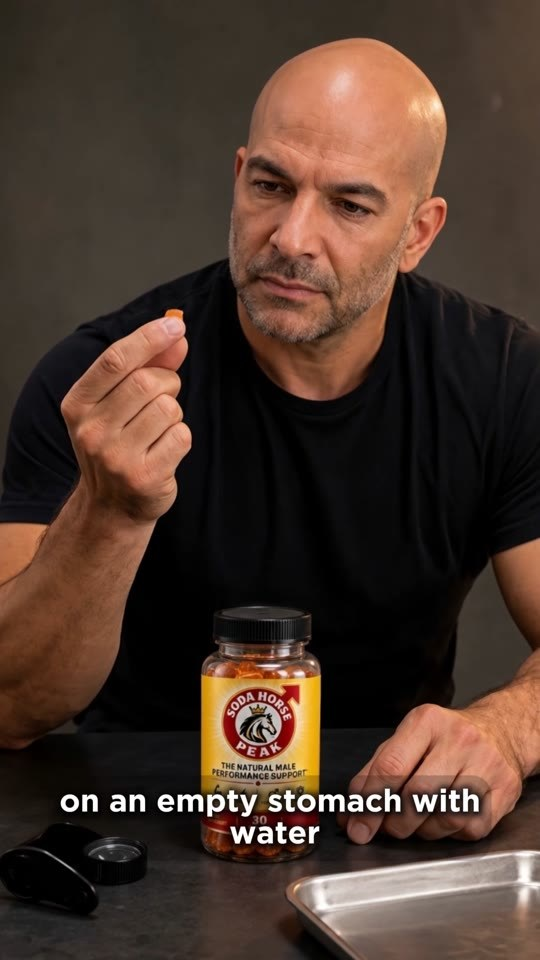 SODA HORSE
PEAK
THE NATURAL MALE
PERFORMANCE SUPPORT
30
on an empty stomach with
water